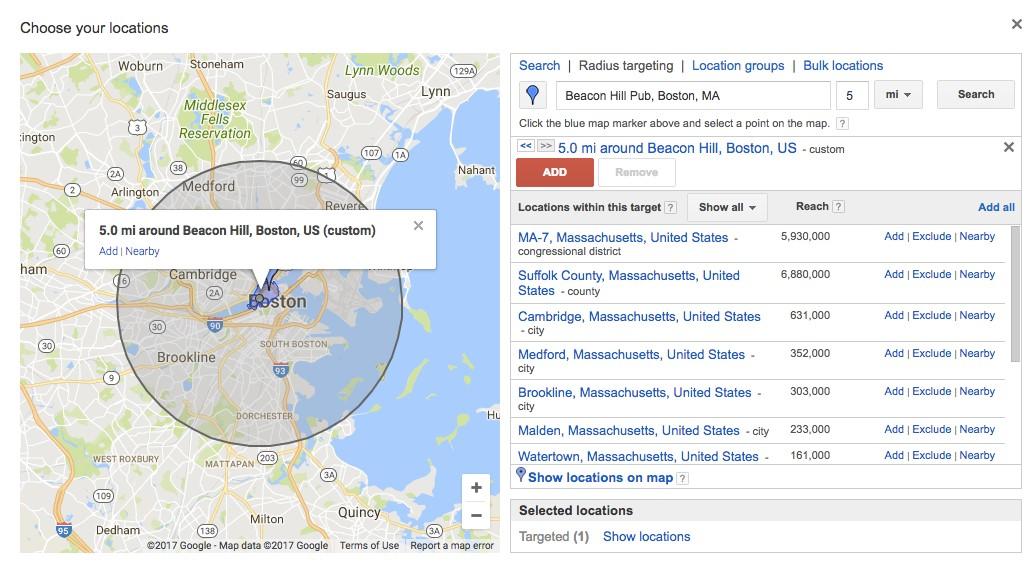 Choose your locations
Search | Radius targeting | Location groups | Bulk locations
Beacon Hill Pub, Boston, MA 5 mi Search
Click the blue map marker above and select a point on the map. ?
<< >> 5.0 mi around Beacon Hill, Boston, US - custom
ADD Remove
Locations within this target ? Show all Reach ? Add all
MA-7, Massachusetts, United States - 5,930,000 Add | Exclude | Nearby
congressional district
Suffolk County, Massachusetts, United 6,880,000 Add | Exclude | Nearby
States - county
Cambridge, Massachusetts, United States 631,000 Add | Exclude | Nearby
- city
Medford, Massachusetts, United States - 352,000 Add | Exclude | Nearby
city
Brookline, Massachusetts, United States - 303,000 Add | Exclude | Nearby
city
Malden, Massachusetts, United States - city 233,000 Add | Exclude | Nearby
Watertown, Massachusetts, United States - 161,000 Add | Exclude | Nearby
Show locations on map ?
Selected locations
Targeted (1) Show locations
Woburn
Stoneham
Lynn Woods
129A
Saugus
Lynn
Middlesex
Fells
Reservation
3
ington
107
1A
60
38
2A
99
Nahant
2
Arlington
Medford
Revere
5.0 mi around Beacon Hill, Boston, US (custom)
Add | Nearby
60
ham
Cambridge
2A
Boston
90
30
30
SOUTH BOSTON
Brookline
93
9
DORCHESTER
Hu
WEST ROXBURY
MATTAPAN
203
3A
109
Quincy
Milton
95
Dedham
138
3A
+
−
©2017 Google - Map data ©2017 Google Terms of Use Report a map error